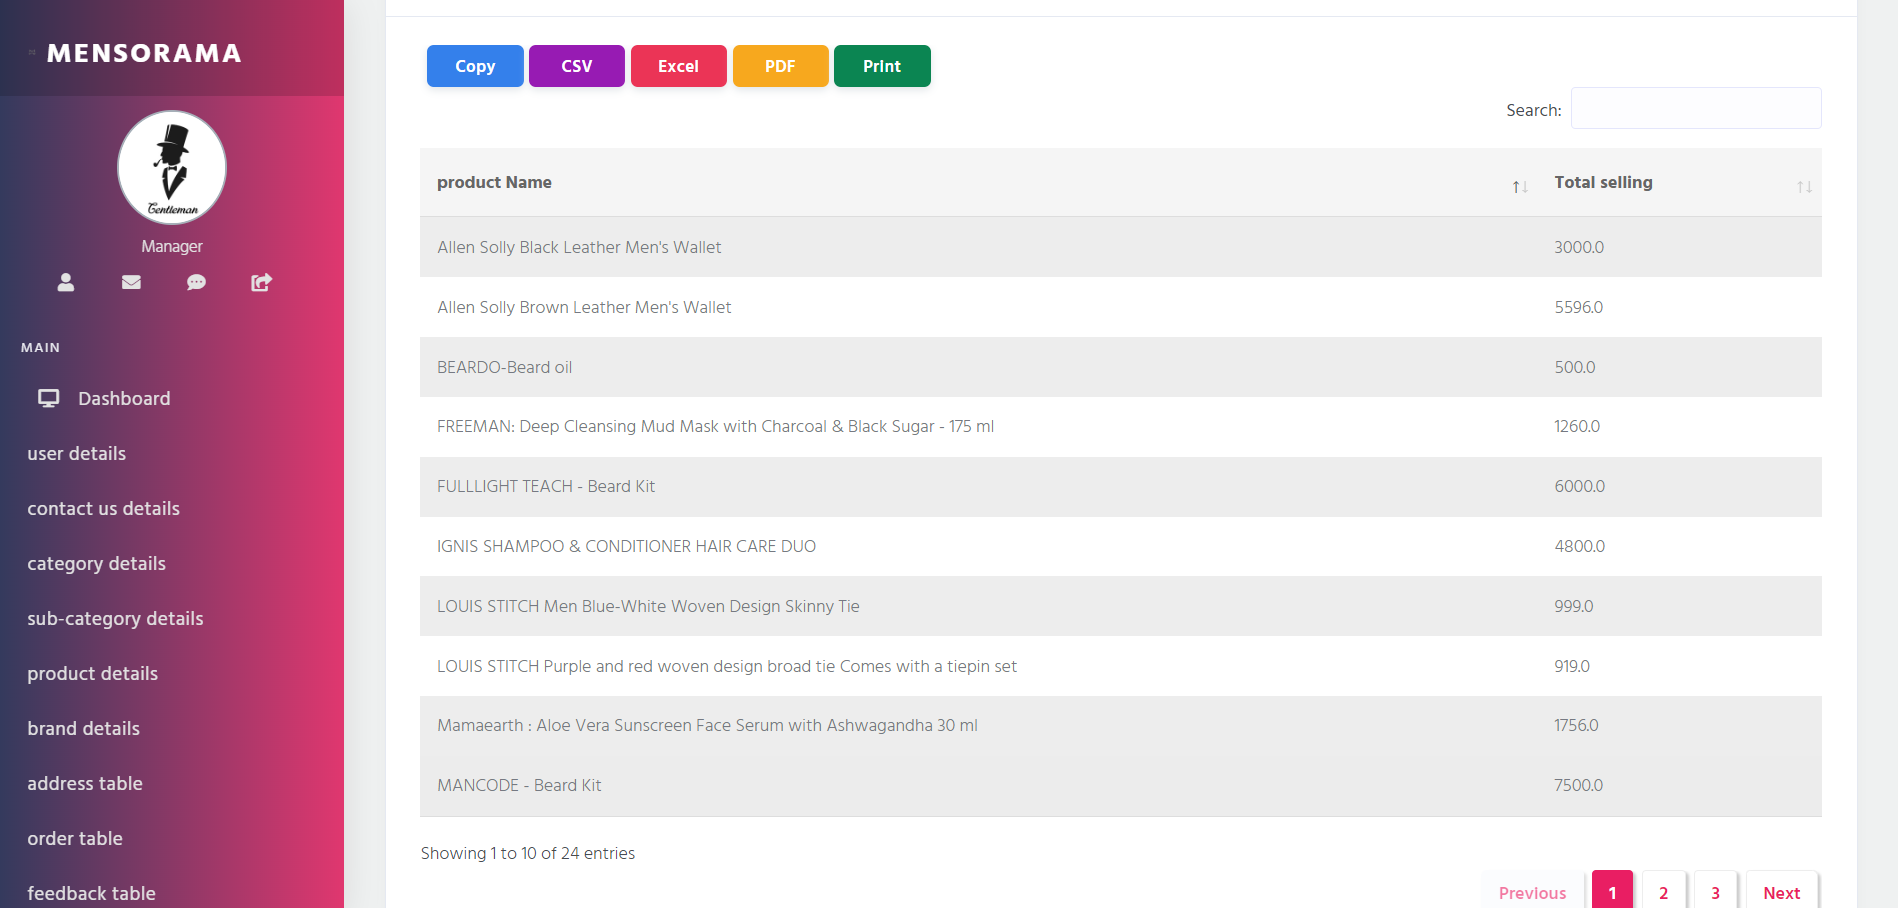 MENSORAMA
Gentleman
Manager
MAIN
Dashboard
user details
contact us details
category details
sub-category details
product details
brand details
address table
order table
feedback table
Copy CSV Excel PDF Print
Search:
product Name Total selling
Allen Solly Black Leather Men's Wallet 3000.0
Allen Solly Brown Leather Men's Wallet 5596.0
BEARDO-Beard oil 500.0
FREEMAN: Deep Cleansing Mud Mask with Charcoal & Black Sugar - 175 ml 1260.0
FULLLIGHT TEACH - Beard Kit 6000.0
IGNIS SHAMPOO & CONDITIONER HAIR CARE DUO 4800.0
LOUIS STITCH Men Blue-White Woven Design Skinny Tie 999.0
LOUIS STITCH Purple and red woven design broad tie Comes with a tiepin set 919.0
Mamaearth : Aloe Vera Sunscreen Face Serum with Ashwagandha 30 ml 1756.0
MANCODE - Beard Kit 7500.0
Showing 1 to 10 of 24 entries
Previous 1 2 3 Next